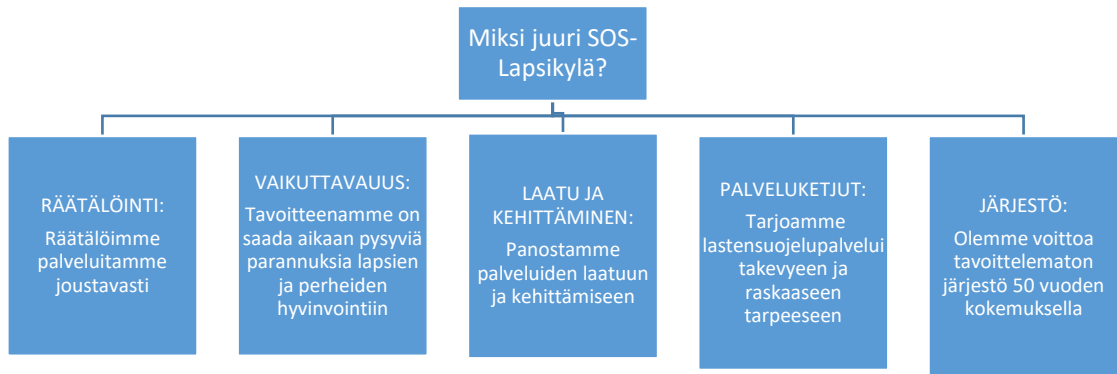 Miksi juuri SOS-
Lapsikylä?
RÄÄTÄLÖINTI:
Räätälöimme
palveluitamme
joustavasti
VAIKUTTAVAUUS:
Tavoitteenamme on
saada aikaan pysyviä
parannuksia lapsien
ja perheiden
hyvinvointiin
LAATU JA
KEHITTÄMINEN:
Panostamme
palveluiden laatuun
ja kehittämiseen
PALVELUKETJUT:
Tarjoamme
lastensuojelupalvelui
takevyeen ja
raskaaseen
tarpeeseen
JÄRJESTÖ:
Olemme voittoa
tavoittelematon
järjestö 50 vuoden
kokemuksella